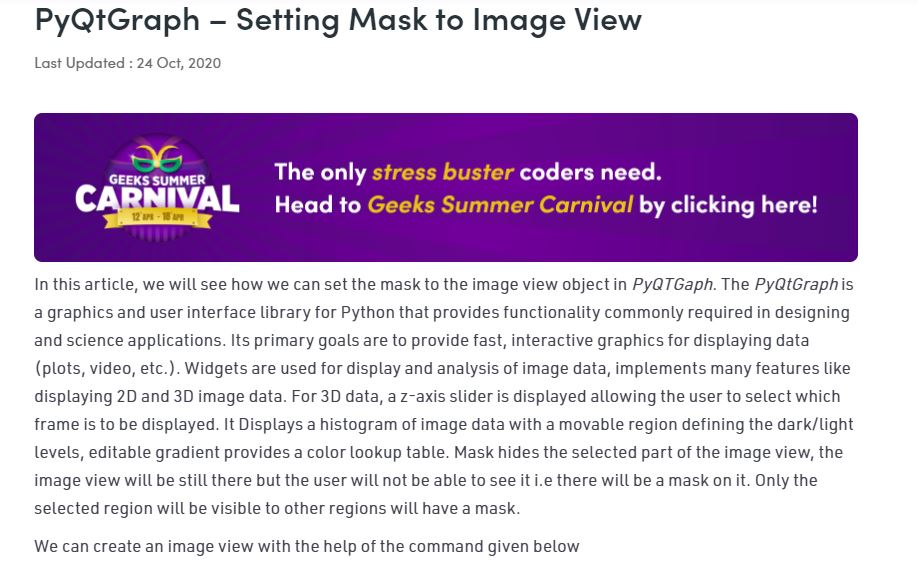 PyQtGraph – Setting Mask to Image View
Last Updated : 24 Oct, 2020
GEEKS SUMMER
CARNIVAL
12 APR - 18 APR
The only stress buster coders need.
Head to Geeks Summer Carnival by clicking here!
In this article, we will see how we can set the mask to the image view object in PyQTGaph. The PyQtGraph is
a graphics and user interface library for Python that provides functionality commonly required in designing
and science applications. Its primary goals are to provide fast, interactive graphics for displaying data
(plots, video, etc.). Widgets are used for display and analysis of image data, implements many features like
displaying 2D and 3D image data. For 3D data, a z-axis slider is displayed allowing the user to select which
frame is to be displayed. It Displays a histogram of image data with a movable region defining the dark/light
levels, editable gradient provides a color lookup table. Mask hides the selected part of the image view, the
image view will be still there but the user will not be able to see it i.e there will be a mask on it. Only the
selected region will be visible to other regions will have a mask.
We can create an image view with the help of the command given below